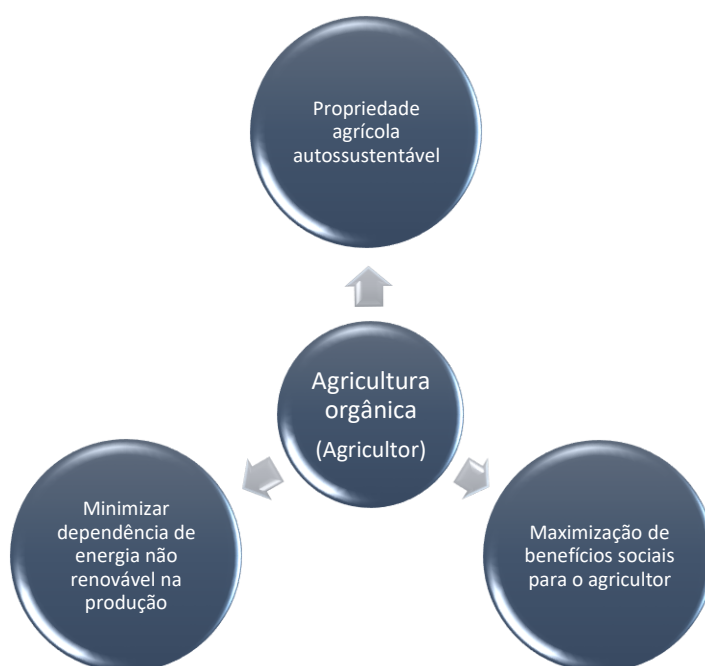 Propriedade
agrícola
autossustentável
Agricultura
orgânica
(Agricultor)
Minimizar
dependência de
energia não
renovável na
produção
Maximização de
benefícios sociais
para o agricultor